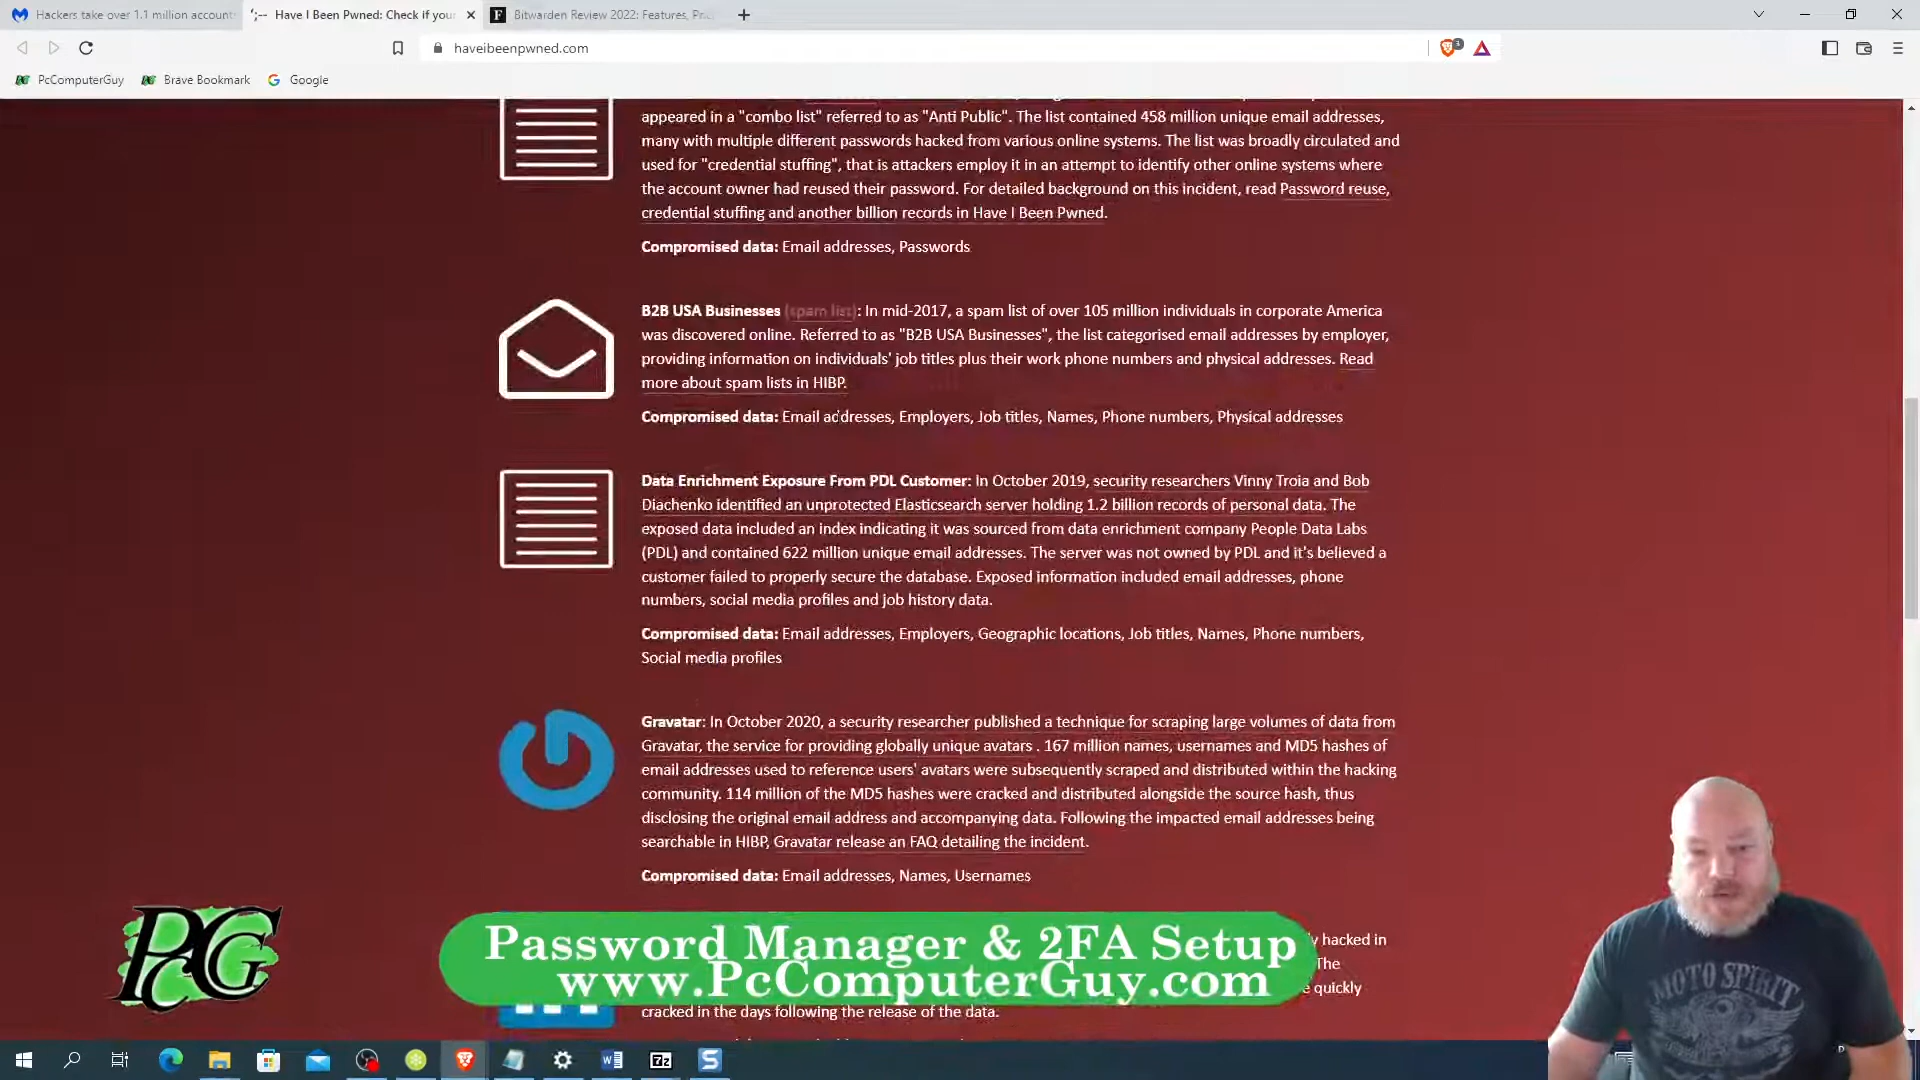 Hackers take over 1.1 million accounts
Have I Been Pwned: Check if your
Bitwarden Review 2022: Features, Pric
haveibeenpwned.com
PcComputerGuy
Brave Bookmark
Google
appeared in a "combo list" referred to as "Anti Public". The list contained 458 million unique email addresses,
many with multiple different passwords hacked from various online systems. The list was broadly circulated and
used for "credential stuffing", that is attackers employ it in an attempt to identify other online systems where
the account owner had reused their password. For detailed background on this incident, read Password reuse,
credential stuffing and another billion records in Have I Been Pwned.
Compromised data: Email addresses, Passwords
B2B USA Businesses (spam list): In mid-2017, a spam list of over 105 million individuals in corporate America
was discovered online. Referred to as "B2B USA Businesses", the list categorised email addresses by employer,
providing information on individuals' job titles plus their work phone numbers and physical addresses. Read
more about spam lists in HIBP.
Compromised data: Email addresses, Employers, Job titles, Names, Phone numbers, Physical addresses
Data Enrichment Exposure From PDL Customer: In October 2019, security researchers Vinny Troia and Bob
Diachenko identified an unprotected Elasticsearch server holding 1.2 billion records of personal data. The
exposed data included an index indicating it was sourced from data enrichment company People Data Labs
(PDL) and contained 622 million unique email addresses. The server was not owned by PDL and it's believed a
customer failed to properly secure the database. Exposed information included email addresses, phone
numbers, social media profiles and job history data.
Compromised data: Email addresses, Employers, Geographic locations, Job titles, Names, Phone numbers,
Social media profiles
Gravatar: In October 2020, a security researcher published a technique for scraping large volumes of data from
Gravatar, the service for providing globally unique avatars . 167 million names, usernames and MD5 hashes of
email addresses used to reference users' avatars were subsequently scraped and distributed within the hacking
community. 114 million of the MD5 hashes were cracked and distributed alongside the source hash, thus
disclosing the original email address and accompanying data. Following the impacted email addresses being
searchable in HIBP, Gravatar release an FAQ detailing the incident.
Compromised data: Email addresses, Names, Usernames
hacked in
The
quickly
cracked in the days following the release of the data.
PCG
Password Manager & 2FA Setup
www.PcComputerGuy.com
MOTO SPIRIT